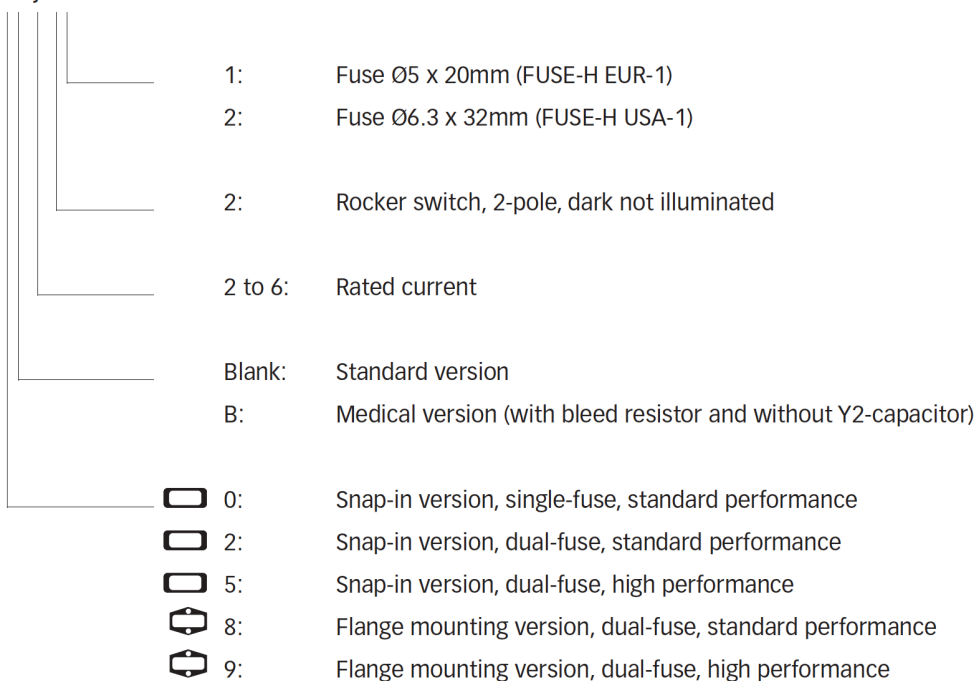 1: Fuse Ø5 x 20mm (FUSE-H EUR-1)
2: Fuse Ø6.3 x 32mm (FUSE-H USA-1)
2: Rocker switch, 2-pole, dark not illuminated
2 to 6: Rated current
Blank: Standard version
B: Medical version (with bleed resistor and without Y2-capacitor)
0: Snap-in version, single-fuse, standard performance
2: Snap-in version, dual-fuse, standard performance
5: Snap-in version, dual-fuse, high performance
8: Flange mounting version, dual-fuse, standard performance
9: Flange mounting version, dual-fuse, high performance